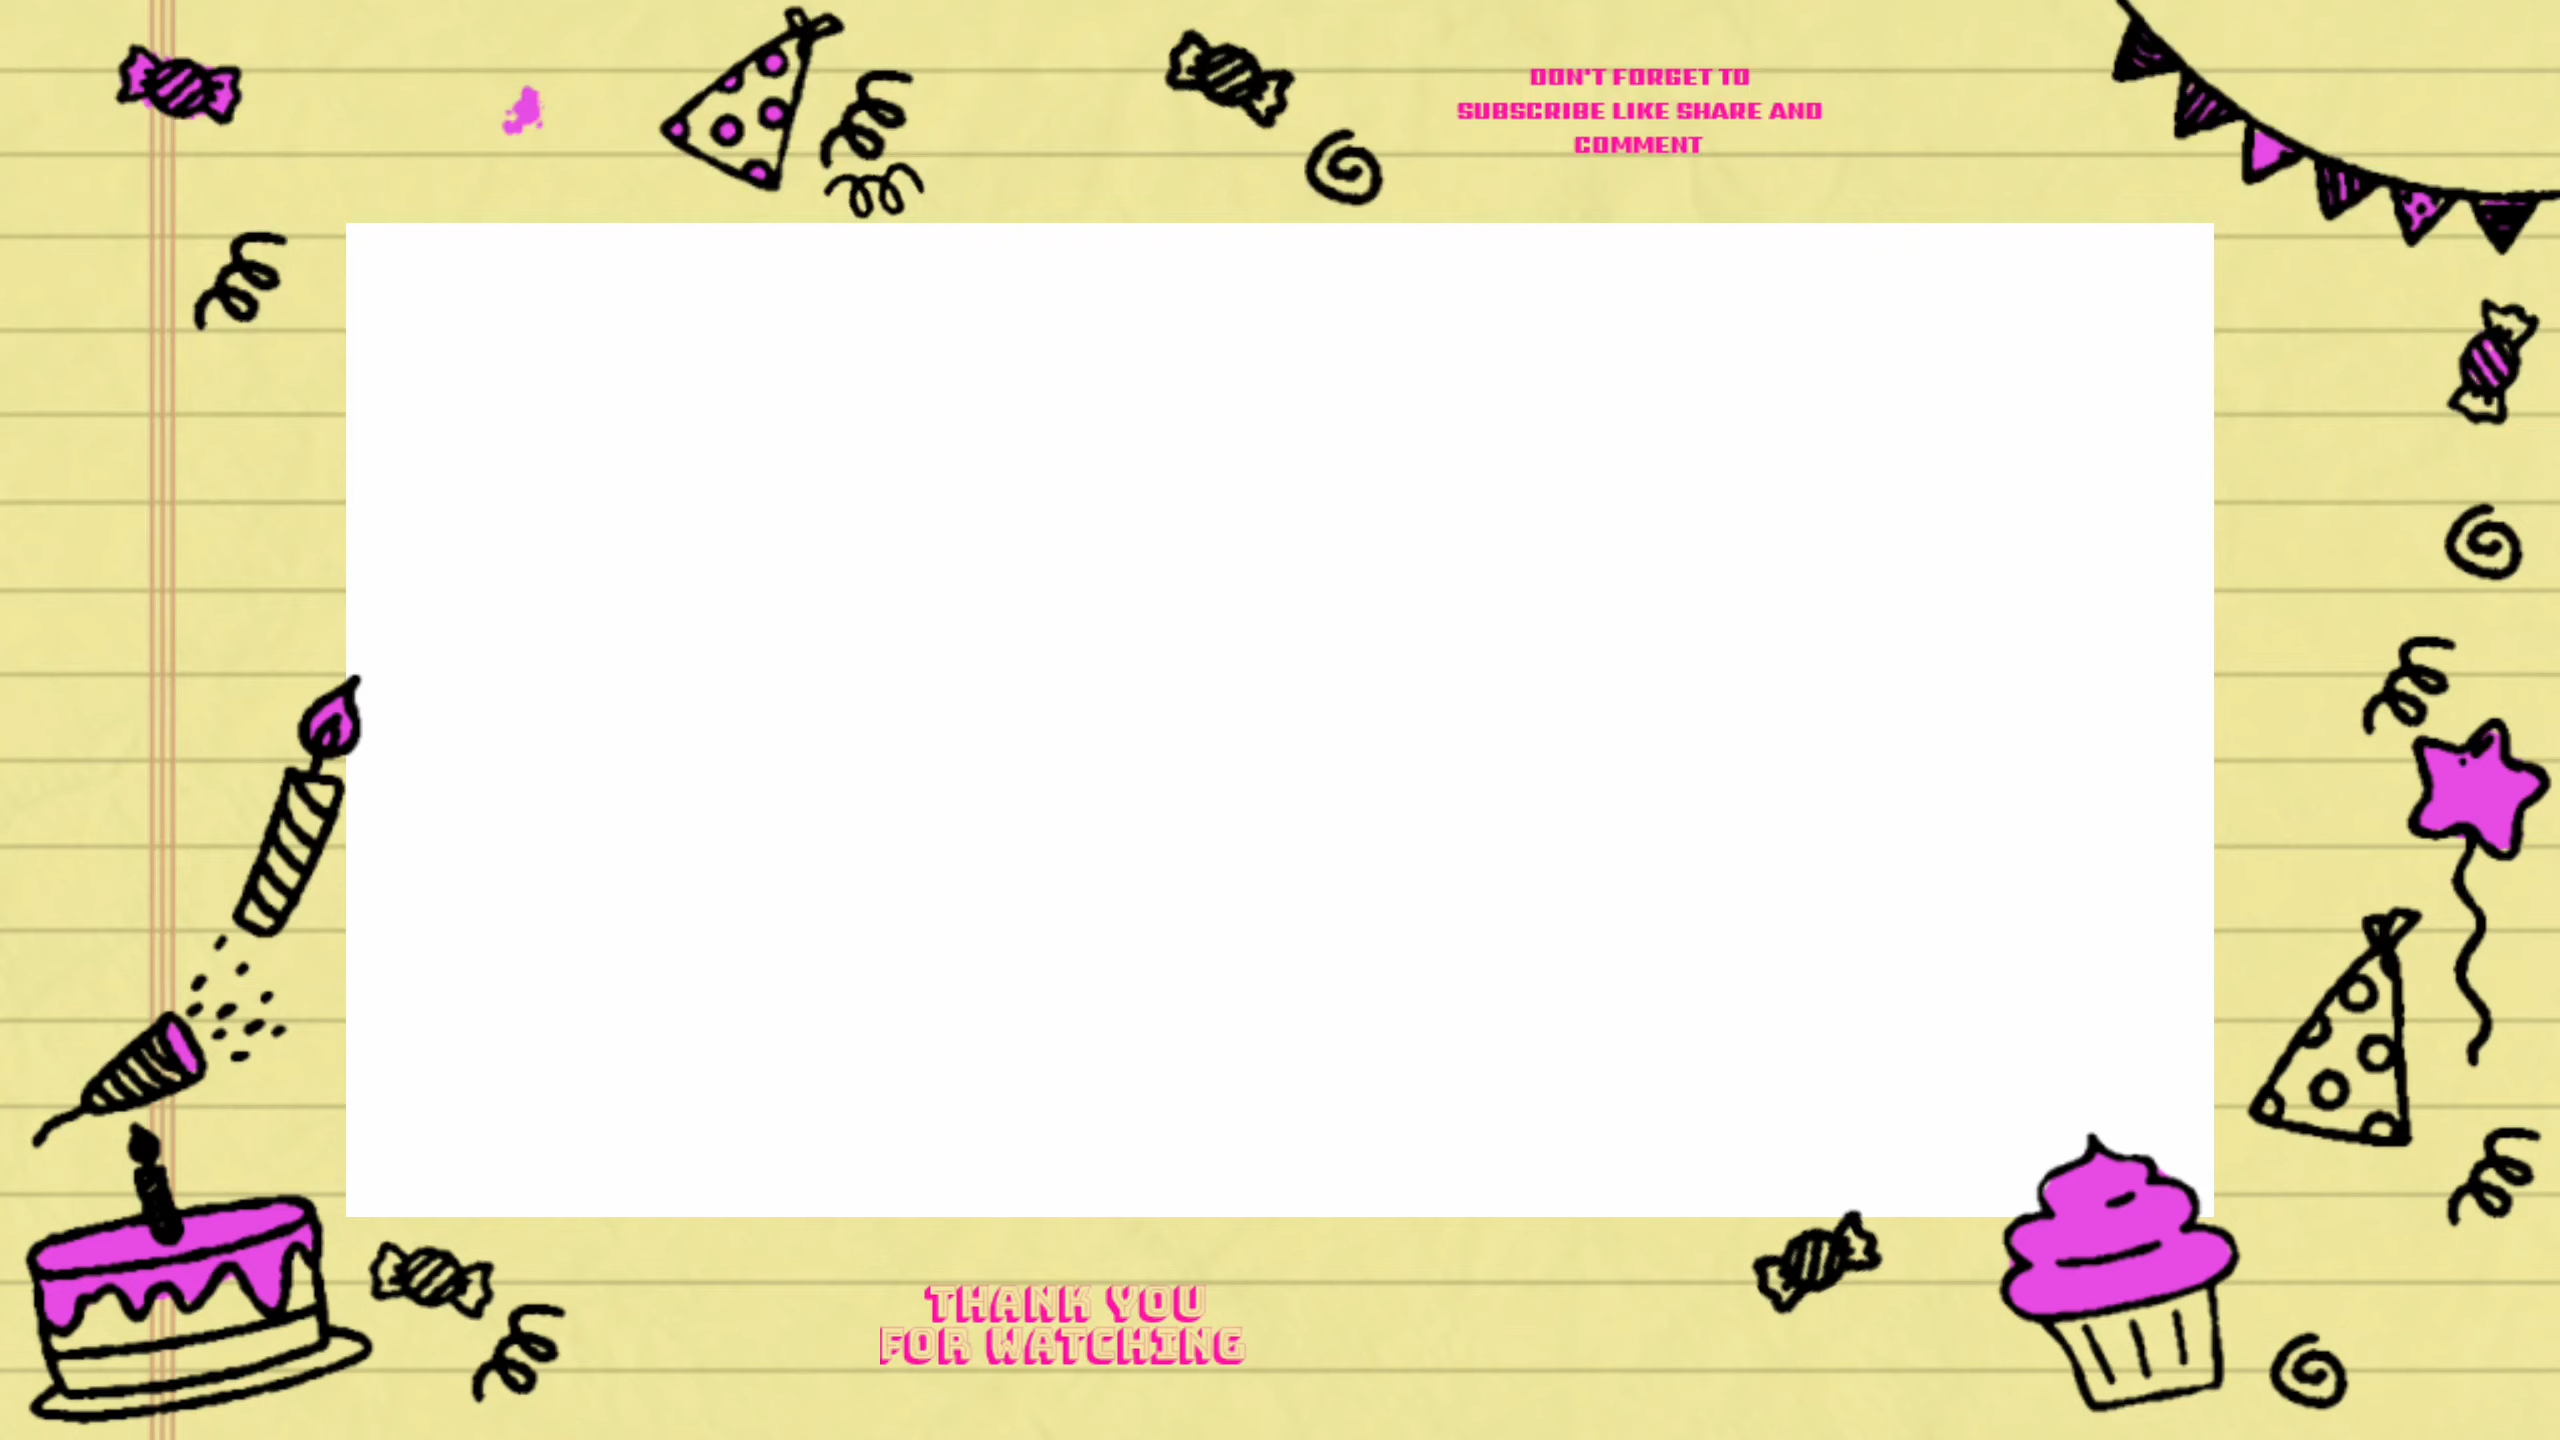 DON'T FORGET TO
SUBSCRIBE LIKE SHARE AND
COMMENT
THANK YOU
FOR WATCHING